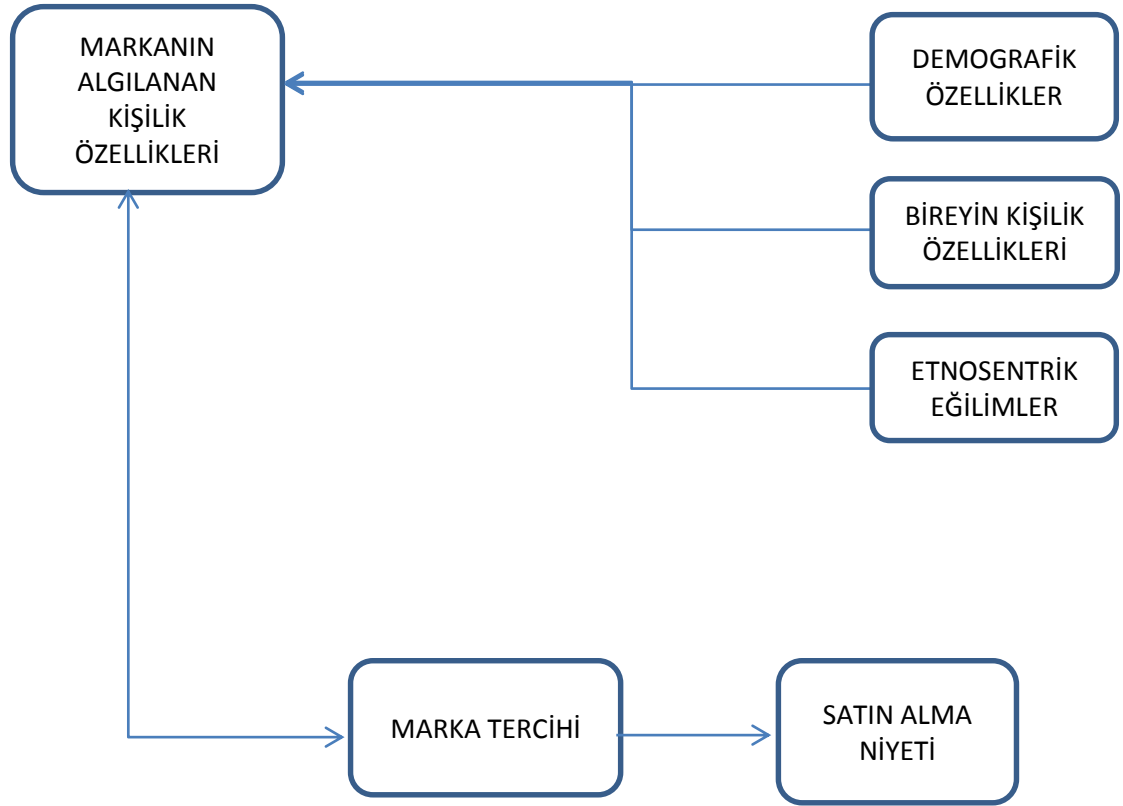 MARKANIN
ALGILANAN
KİŞİLİK
ÖZELLİKLERİ
DEMOGRAFİK
ÖZELLİKLER
BİREYİN KİŞİLİK
ÖZELLİKLERİ
ETNOSENTRİK
EĞİLİMLER
MARKA TERCİHİ
SATIN ALMA
NİYETİ